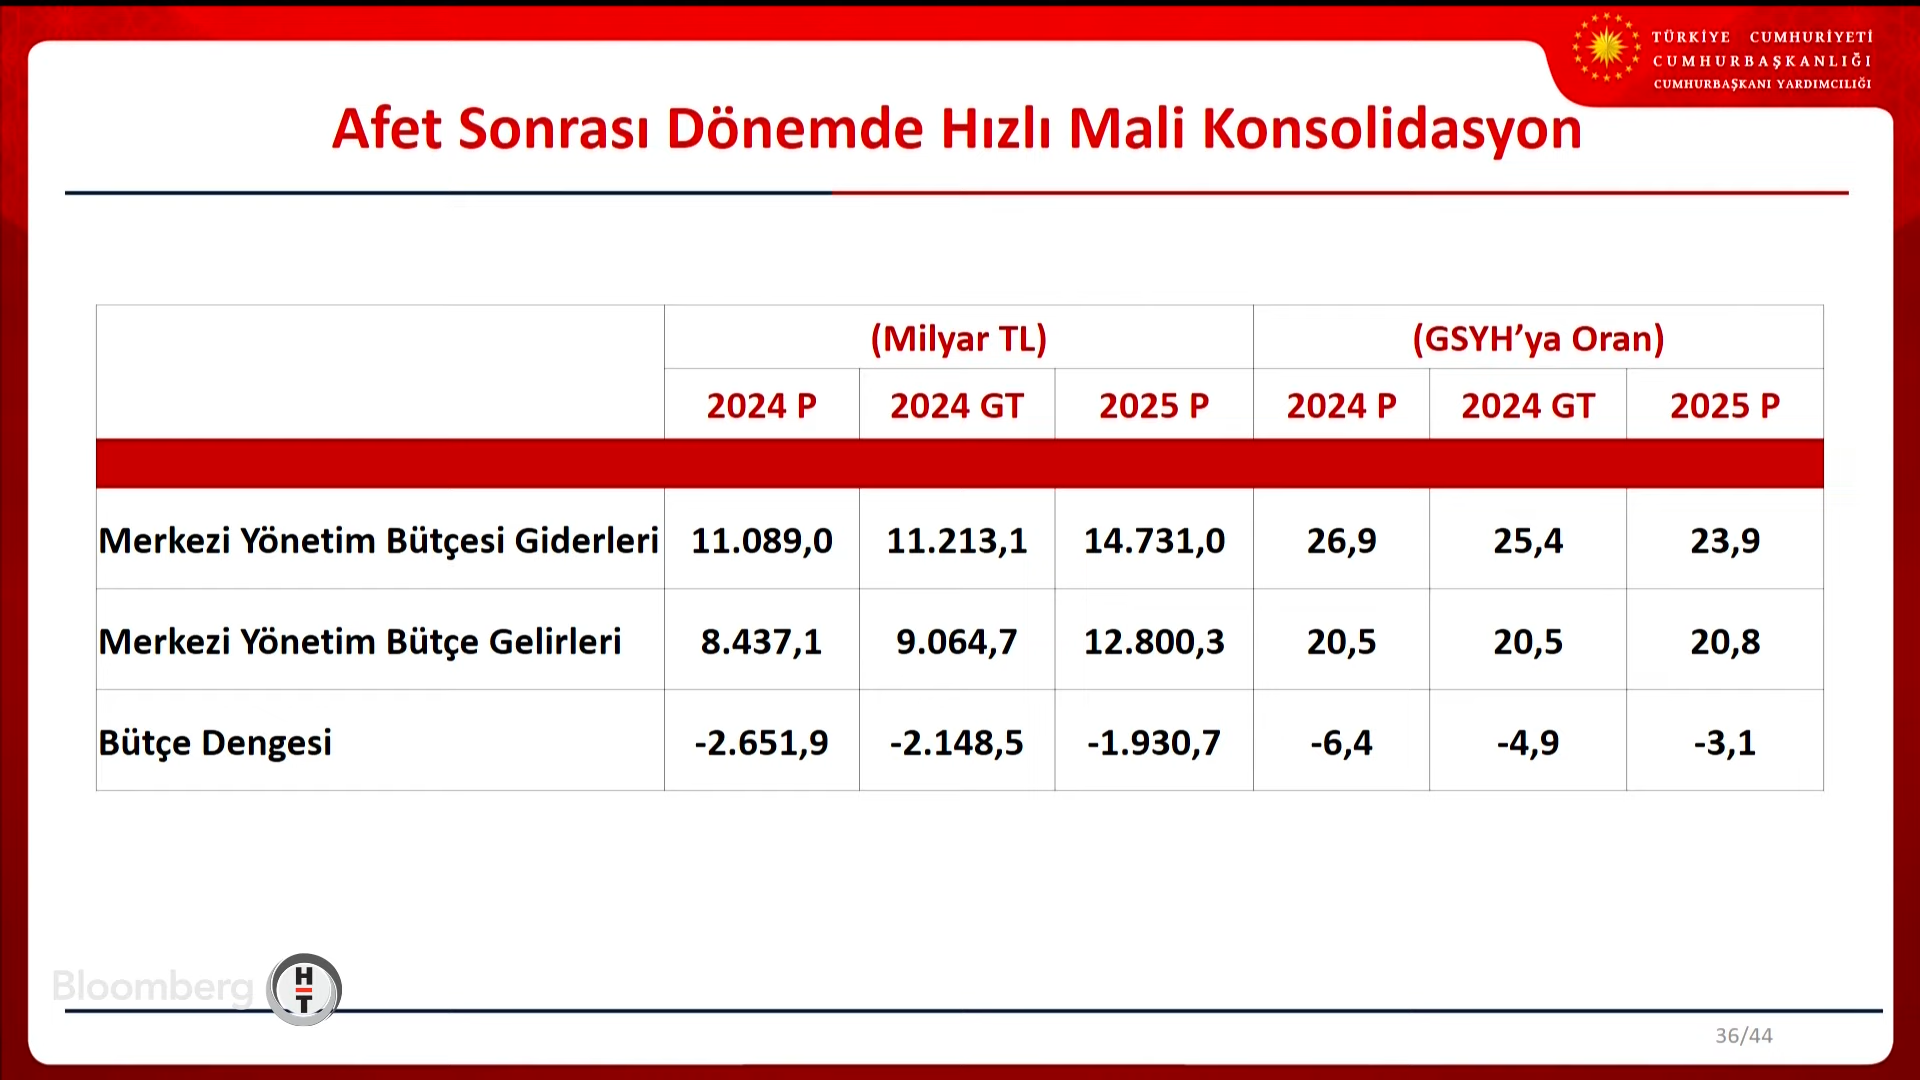 TÜRKİYE CUMHURİYETİ
CUMHURBAŞKANLIĞI
CUMHURBAŞKANI YARDIMCILIĞI
Afet Sonrası Dönemde Hızlı Mali Konsolidasyon
(Milyar TL) (GSYH’ya Oran)
2024 P 2024 GT 2025 P 2024 P 2024 GT 2025 P
Merkezi Yönetim Bütçesi Giderleri 11.089,0 11.213,1 14.731,0 26,9 25,4 23,9
Merkezi Yönetim Bütçe Gelirleri 8.437,1 9.064,7 12.800,3 20,5 20,5 20,8
Bütçe Dengesi -2.651,9 -2.148,5 -1.930,7 -6,4 -4,9 -3,1
Bloomberg HT
36/44